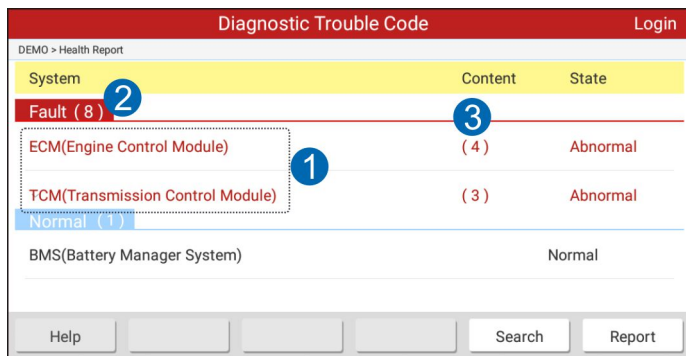 Diagnostic Trouble Code Login
DEMO > Health Report
System Content State
Fault ( 8 ) 2
3
ECM(Engine Control Module) ( 4 ) Abnormal
1
TCM(Transmission Control Module) ( 3 ) Abnormal
Normal ( 1 )
BMS(Battery Manager System) Normal
Help Search Report